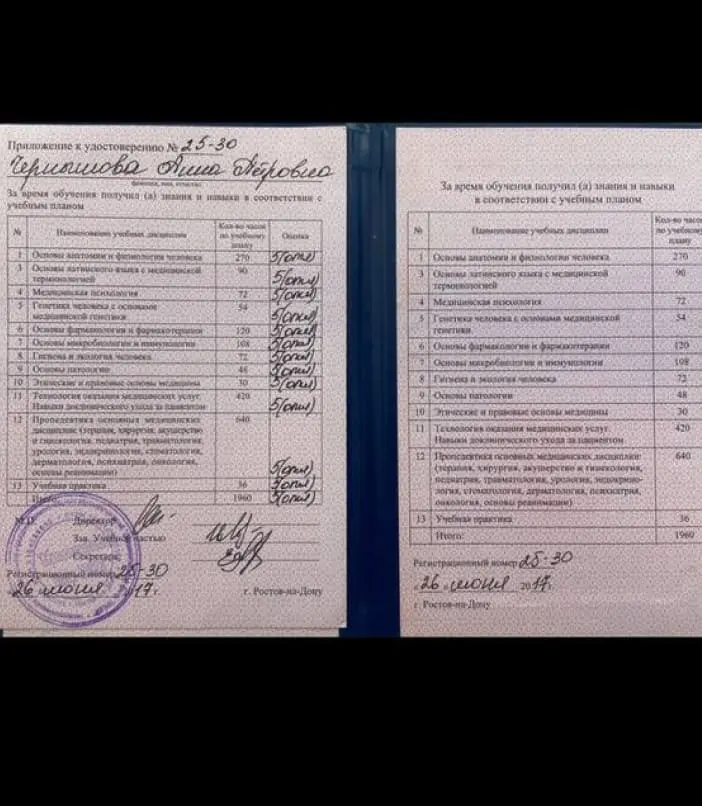 Приложение к удостоверению № 25-30
Анна Петровна
фамилия, имя, отчество
За время обучения получил (а) знания и навыки в соответствии с
учебным планом
№ Наименование учебных дисциплин Кол-во часов по учебному плану Оценка
1 Основы анатомии и физиологии человека 270 5(отл)
3 Основы латинского языка с медицинской
терминологией 90 5(отл)
4 Медицинская психология 72 5(отл)
5 Генетика человека с основами
медицинской генетики 54 5(отл)
6 Основы фармакологии и фармакотерапии 120 5(отл)
7 Основы микробиологии и иммунологии 108 5(отл)
8 Гигиена и экология человека 72 5(отл)
9 Основы патологии 48 5(отл)
10 Этические и правовые основы медицины 30 5(отл)
11 Технология оказания медицинских услуг.
Навыки доклинического ухода за пациентом 420 5(отл)
12 Пропедевтика основных медицинских
дисциплин: (терапия, хирургия, акушерство
и гинекология, педиатрия, травматология,
урология, эндокринология, стоматология,
дерматология, психиатрия, онкология,
основы реанимации) 640 5(отл)
13 Учебная практика 36 5(отл)
Итого: 1960 5(отл)
М.П. Директор
Зав. Учебной частью
Секретарь
Регистрационный номер 25-30
« 26 » июня 2017 г. г. Ростов-на-Дону
За время обучения получил (а) знания и навыки
в соответствии с учебным планом
№ Наименование учебных дисциплин Кол-во часов
по учебному
плану
1 Основы анатомии и физиологии человека 270
3 Основы латинского языка с медицинской
терминологией 90
4 Медицинская психология 72
5 Генетика человека с основами медицинской
генетики 54
6 Основы фармакологии и фармакотерапии 120
7 Основы микробиологии и иммунологии 108
8 Гигиена и экология человека 72
9 Основы патологии 48
10 Этические и правовые основы медицины 30
11 Технология оказания медицинских услуг.
Навыки доклинического ухода за пациентом 420
12 Пропедевтика основных медицинских дисциплин:
(терапия, хирургия, акушерство и гинекология,
педиатрия, травматология, урология, эндокрино-
логия, стоматология, дерматология, психиатрия,
онкология, основы реанимации) 640
13 Учебная практика 36
Итого: 1960
Регистрационный номер 25-30
« 26 » июня 2017г.
г. Ростов-на-Дону